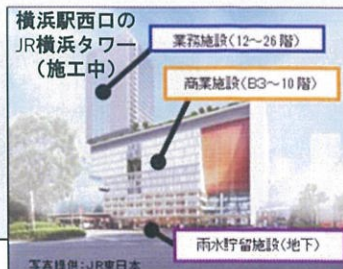 横浜駅西口の
JR横浜タワー
(施工中)
業務施設(12~26階)
商業施設(B3~10階)
雨水貯留施設(地下)
写真提供:JR東日本